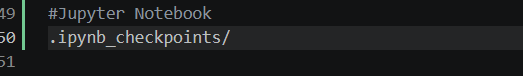 49 #Jupyter Notebook
50 .ipynb_checkpoints/
51